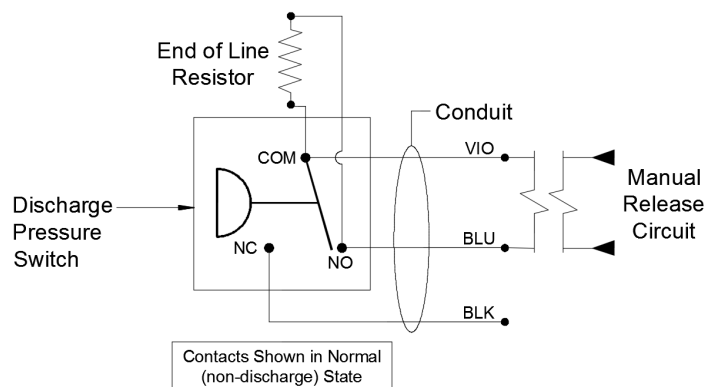 End of Line
Resistor
Conduit
COM
VIO
Discharge
Pressure
Switch
Manual
Release
Circuit
NC
NO
BLU
BLK
Contacts Shown in Normal
(non-discharge) State